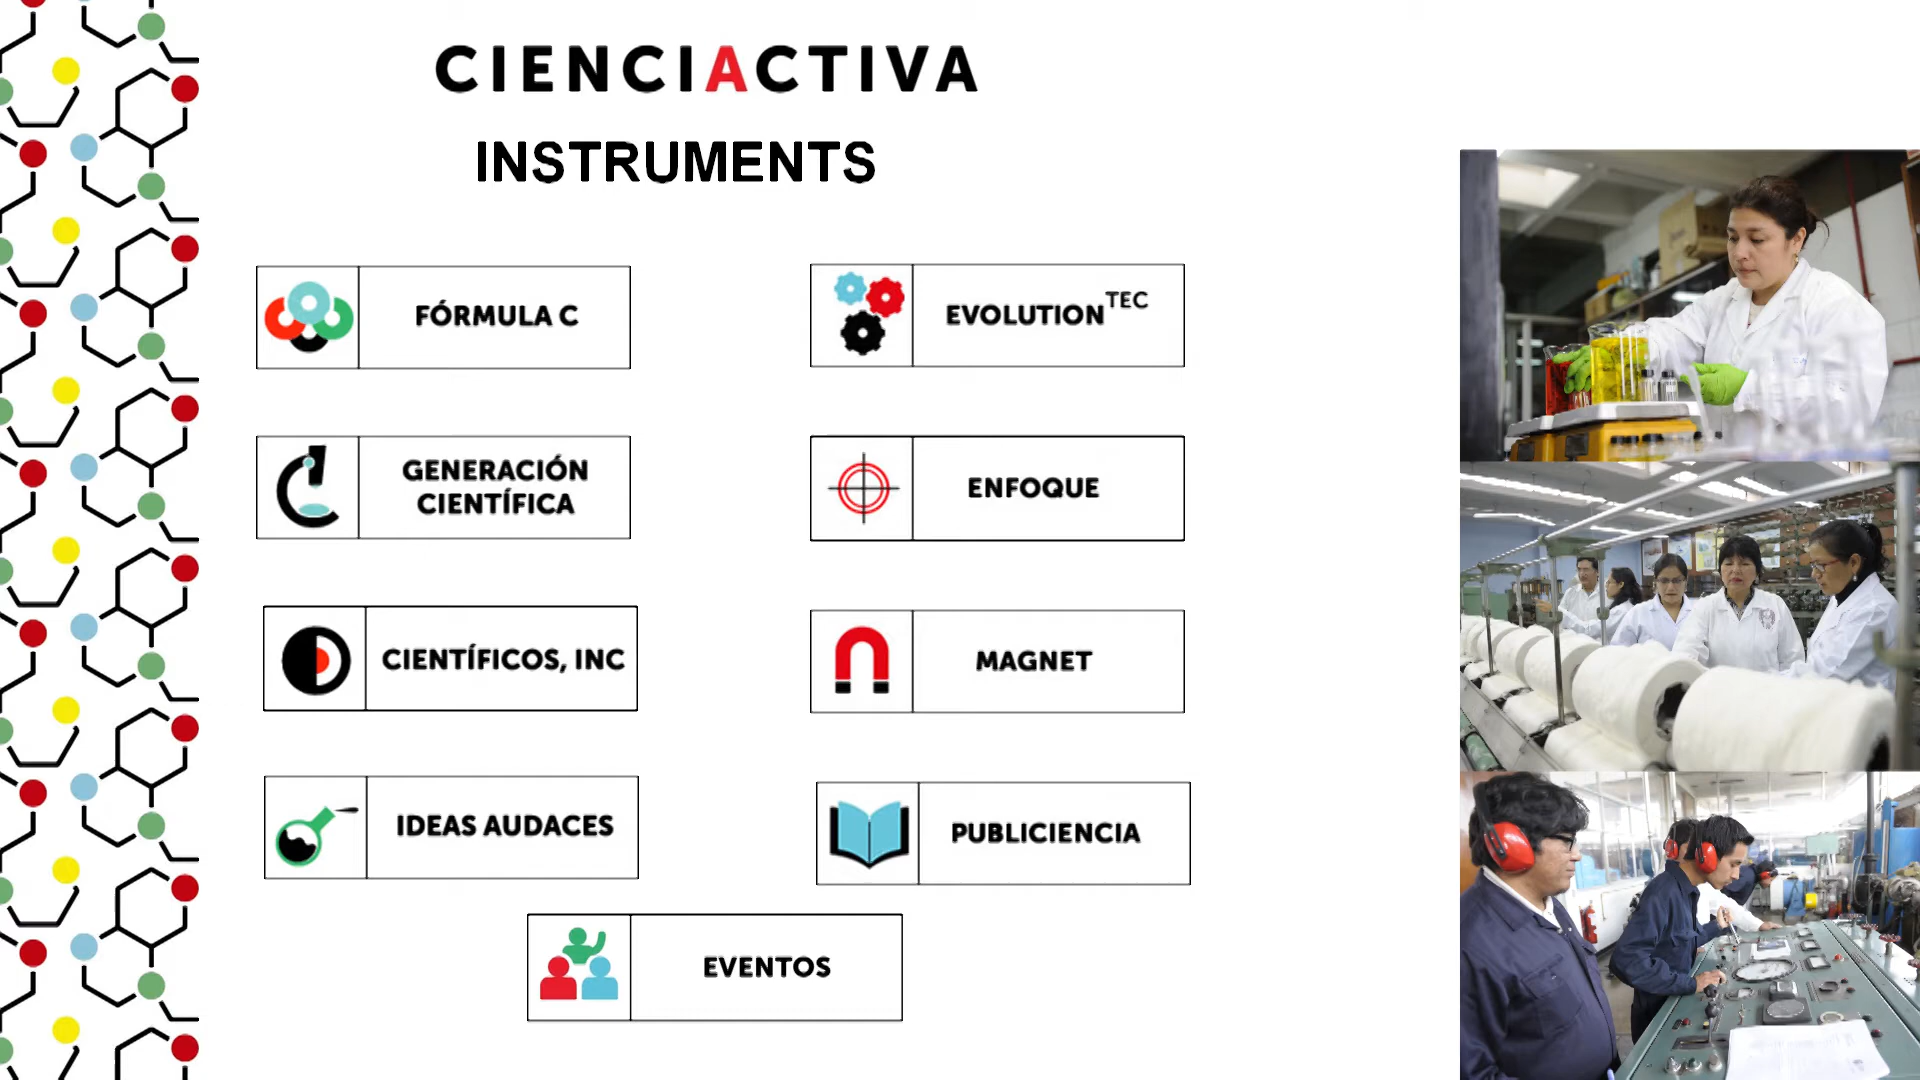 CIENCIACTIVA
INSTRUMENTS
FÓRMULA C
EVOLUTION TEC
GENERACIÓN
CIENTÍFICA
ENFOQUE
CIENTÍFICOS, INC
MAGNET
IDEAS AUDACES
PUBLICIENCIA
EVENTOS